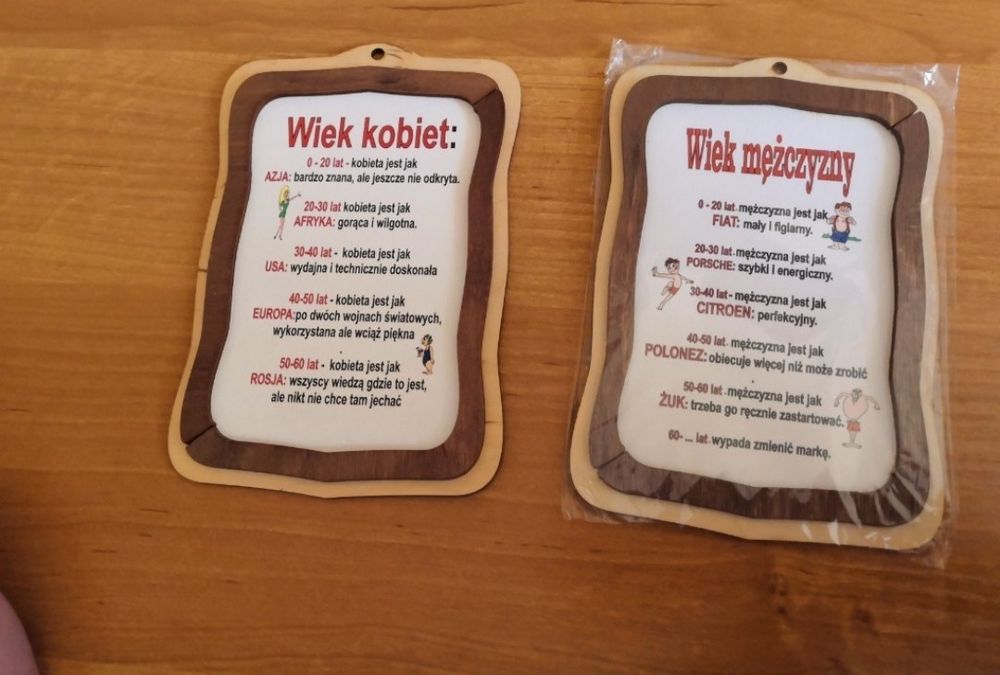 Wiek kobiet:
0 - 20 lat - kobieta jest jak
AZJA: bardzo znana, ale jeszcze nie odkryta.
20-30 lat kobieta jest jak
AFRYKA: gorąca i wilgotna.
30-40 lat - kobieta jest jak
USA: wydajna i technicznie doskonała
40-50 lat - kobieta jest jak
EUROPA:po dwóch wojnach światowych,
wykorzystana ale wciąż piękna
50-60 lat - kobieta jest jak
ROSJA: wszyscy wiedzą gdzie to jest,
ale nikt nie chce tam jechać
Wiek mężczyzny
0 - 20 lat - mężczyzna jest jak
FIAT: mały i figlarny.
20-30 lat - mężczyzna jest jak
PORSCHE: szybki i energiczny.
30-40 lat - mężczyzna jest jak
CITROEN: perfekcyjny.
40-50 lat - mężczyzna jest jak
POLONEZ: obiecuje więcej niż może zrobić
50-60 lat - mężczyzna jest jak
ŻUK: trzeba go ręcznie zastartować.
60- ... lat wypada zmienić markę.